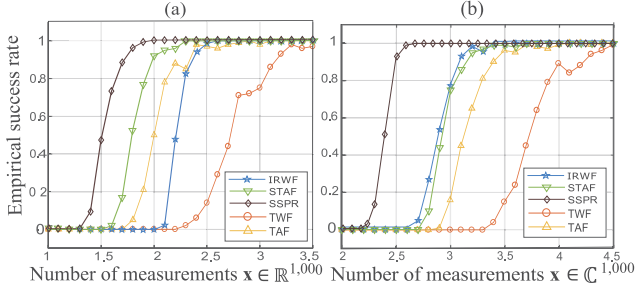 (a)
(b)
Empirical success rate
1
0.8
0.6
0.4
0.2
0
1 1.5 2 2.5 3 3.5
IRWF
STAF
SSPR
TWF
TAF
Number of measurements x ∈ ℝ^1,000
1
0.8
0.6
0.4
0.2
0
2 2.5 3 3.5 4 4.5
IRWF
STAF
SSPR
TWF
TAF
Number of measurements x ∈ ℂ^1,000